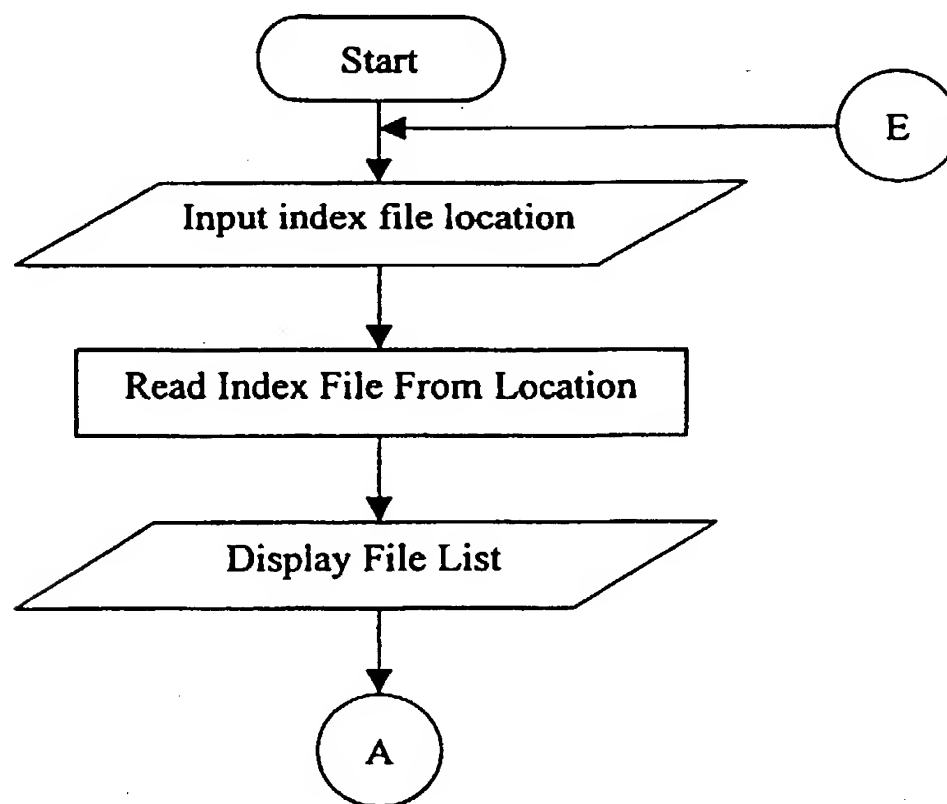 Start
E
Input index file location
Read Index File From Location
Display File List
A